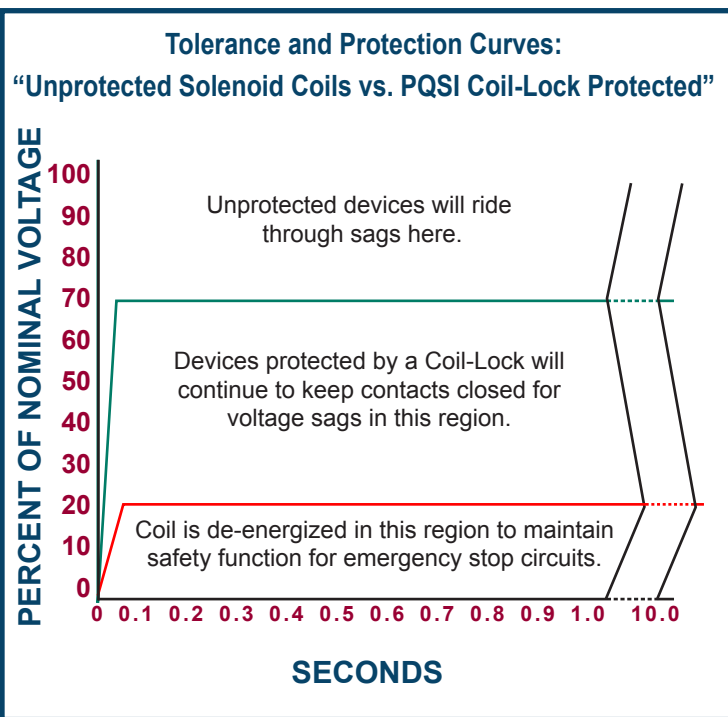 Tolerance and Protection Curves:
“Unprotected Solenoid Coils vs. PQSI Coil-Lock Protected”
PERCENT OF NOMINAL VOLTAGE
100
90
80
70
60
50
40
30
20
10
0
Unprotected devices will ride
through sags here.
Devices protected by a Coil-Lock will
continue to keep contacts closed for
voltage sags in this region.
Coil is de-energized in this region to maintain
safety function for emergency stop circuits.
0 0.1 0.2 0.3 0.4 0.5 0.6 0.7 0.8 0.9 1.0 10.0
SECONDS